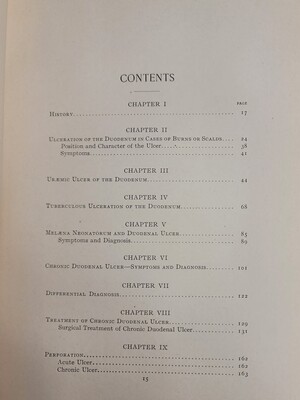 CONTENTS
CHAPTER I
PAGE
History 17
CHAPTER II
Ulceration of the Duodenum in Cases of Burns or Scalds 24
Position and Character of the Ulcer 38
Symptoms 41
CHAPTER III
Uræmic Ulcer of the Duodenum 44
CHAPTER IV
Tuberculous Ulceration of the Duodenum 68
CHAPTER V
Melæna Neonatorum and Duodenal Ulcer 85
Symptoms and Diagnosis 89
CHAPTER VI
Chronic Duodenal Ulcer—Symptoms and Diagnosis 101
CHAPTER VII
Differential Diagnosis 122
CHAPTER VIII
Treatment of Chronic Duodenal Ulcer 129
Surgical Treatment of Chronic Duodenal Ulcer 131
CHAPTER IX
Perforation 162
Acute Ulcer 162
Chronic Ulcer 163
15